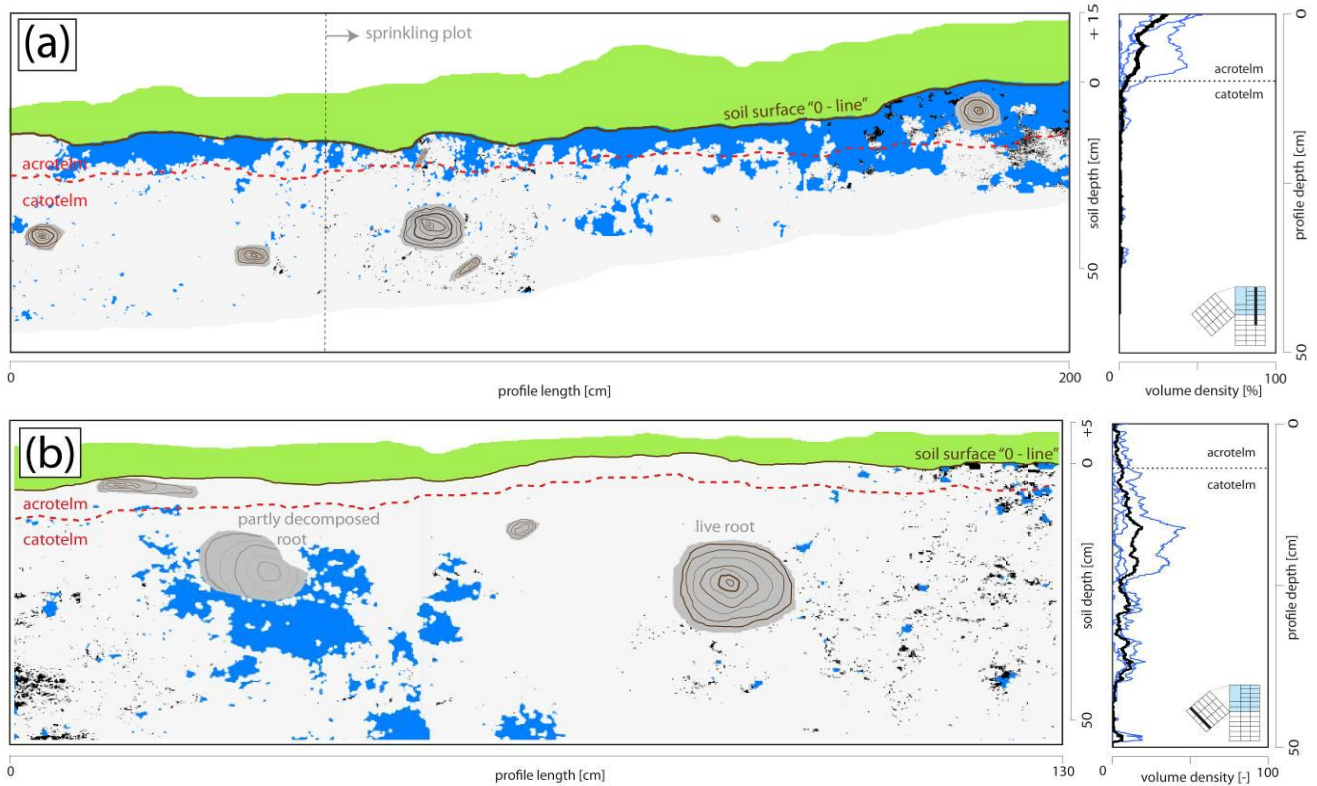 (a)
sprinkling plot
soil surface "0 - line"
acrotelm
catotelm
+ 15
0
soil depth [cm]
50
0
profile length [cm]
200
acrotelm
catotelm
0
profile depth [cm]
50
0
volume density [%]
100
(b)
soil surface "0 - line"
acrotelm
catotelm
partly decomposed
root
live root
+5
0
soil depth [cm]
50
0
profile length [cm]
130
acrotelm
catotelm
0
profile depth [cm]
50
0
volume density [-]
100